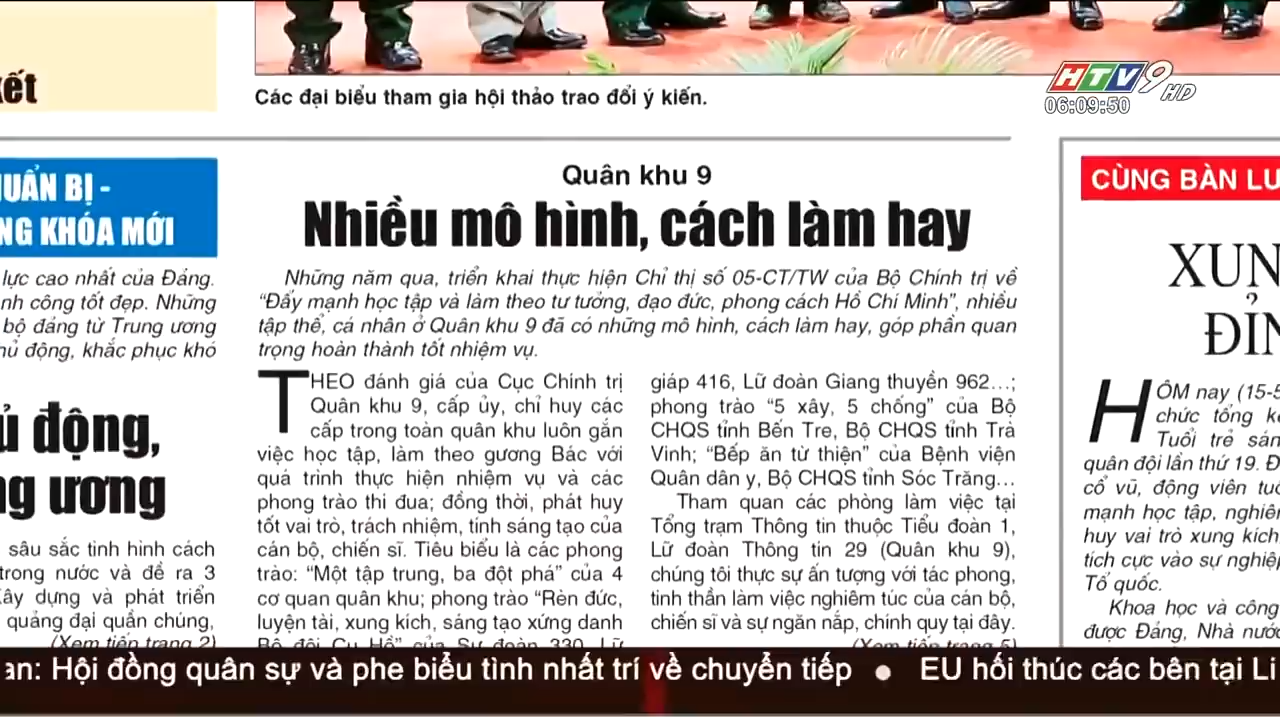 kết
Các đại biểu tham gia hội thảo trao đổi ý kiến.
HTV9 HD
06:09:50
HUẨN BỊ -
NG KHÓA MỚI
lực cao nhất của Đảng.
nh công tốt đẹp. Những
bộ đảng từ Trung ương
hủ động, khắc phục khó
ủ động,
ng ương
sâu sắc tình hình cách
trong nước và đề ra 3
xây dựng và phát triển
quảng đại quần chúng,
(Xem tiếp trang 2)
Quân khu 9
Nhiều mô hình, cách làm hay
Những năm qua, triển khai thực hiện Chỉ thị số 05-CT/TW của Bộ Chính trị về
“Đẩy mạnh học tập và làm theo tư tưởng, đạo đức, phong cách Hồ Chí Minh”, nhiều
tập thể, cá nhân ở Quân khu 9 đã có những mô hình, cách làm hay, góp phần quan
trọng hoàn thành tốt nhiệm vụ.
THEO đánh giá của Cục Chính trị
Quân khu 9, cấp ủy, chỉ huy các
cấp trong toàn quân khu luôn gắn
việc học tập, làm theo gương Bác với
quá trình thực hiện nhiệm vụ và các
phong trào thi đua; đồng thời, phát huy
tốt vai trò, trách nhiệm, tính sáng tạo của
cán bộ, chiến sĩ. Tiêu biểu là các phong
trào: “Một tập trung, ba đột phá” của 4
cơ quan quân khu; phong trào “Rèn đức,
luyện tài, xung kích, sáng tạo xứng danh
Bộ đội Cụ Hồ” của Sư đoàn 330, Lữ
giáp 416, Lữ đoàn Giang thuyền 962...;
phong trào “5 xây, 5 chống” của Bộ
CHQS tỉnh Bến Tre, Bộ CHQS tỉnh Trà
Vinh; “Bếp ăn từ thiện” của Bệnh viện
Quân dân y, Bộ CHQS tỉnh Sóc Trăng...
Tham quan các phòng làm việc tại
Tổng trạm Thông tin thuộc Tiểu đoàn 1,
Lữ đoàn Thông tin 29 (Quân khu 9),
chúng tôi thực sự ấn tượng với tác phong,
tinh thần làm việc nghiêm túc của cán bộ,
chiến sĩ và sự ngăn nắp, chính quy tại đây.
(Xem tiếp trang 5)
CÙNG BÀN LU
XUN
ĐỈN
HÔM nay (15-5
chức tổng kế
Tuổi trẻ sán
quân đội lần thứ 19. Đ
cổ vũ, động viên tuổ
mạnh học tập, nghiên
huy vai trò xung kích,
tích cực vào sự nghiệp
Tổ quốc.
Khoa học và công
được Đảng, Nhà nước
an: Hội đồng quân sự và phe biểu tình nhất trí về chuyển tiếp ● EU hối thúc các bên tại Li